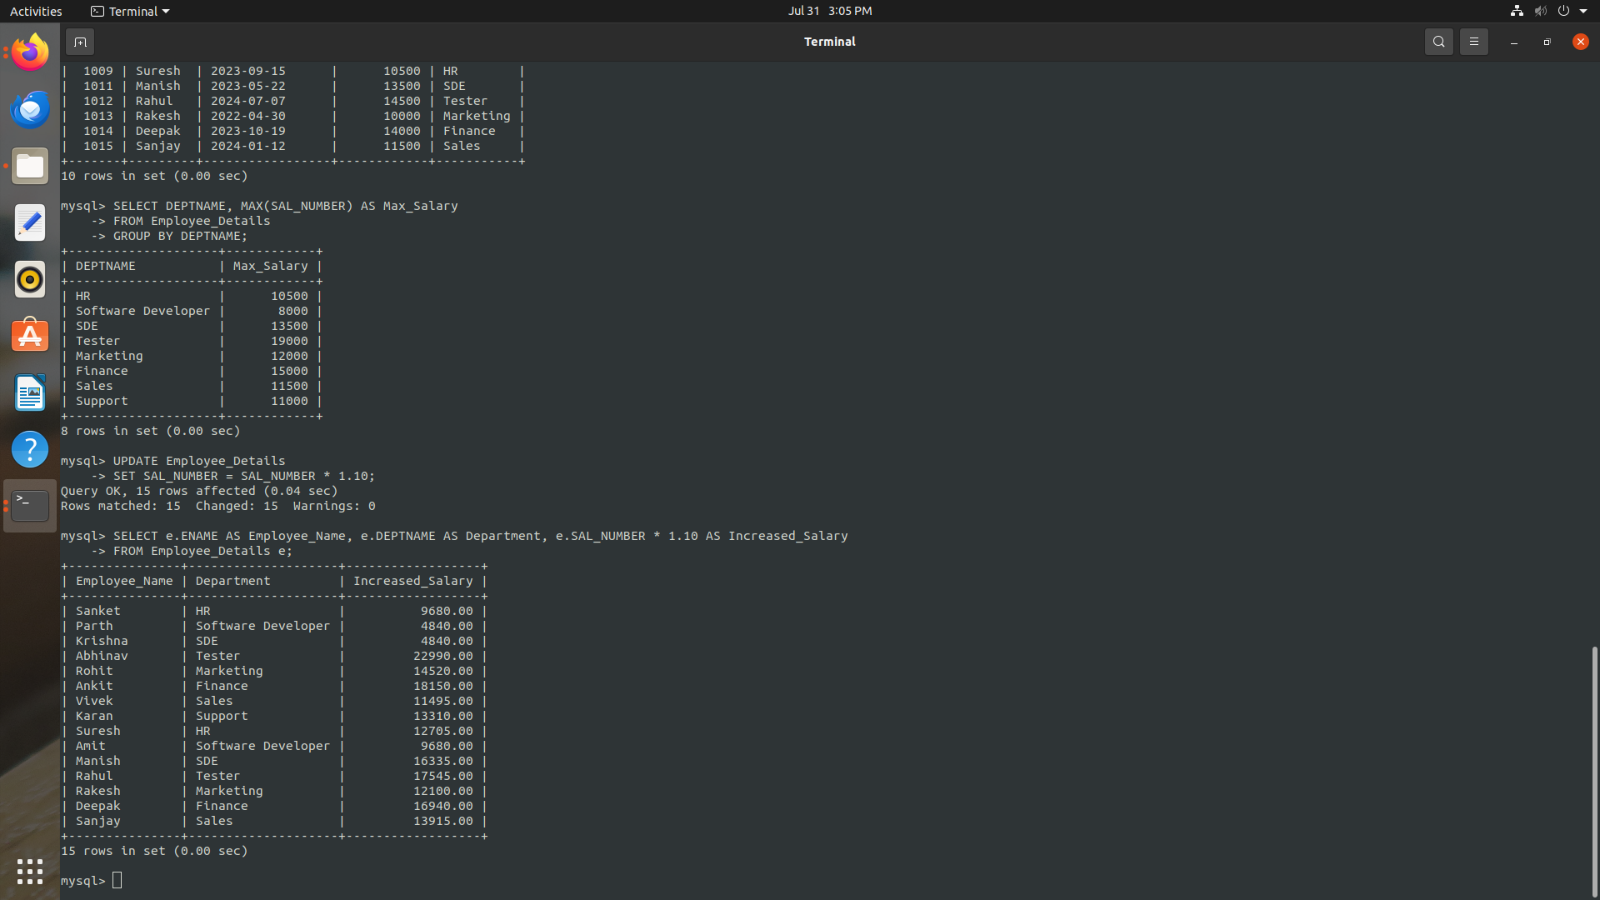 Activities Terminal Jul 31 3:05 PM
Terminal
| 1009 | Suresh | 2023-09-15 | 10500 | HR |
| 1011 | Manish | 2023-05-22 | 13500 | SDE |
| 1012 | Rahul | 2024-07-07 | 14500 | Tester |
| 1013 | Rakesh | 2022-04-30 | 10000 | Marketing |
| 1014 | Deepak | 2023-10-19 | 14000 | Finance |
| 1015 | Sanjay | 2024-01-12 | 11500 | Sales |
+-------+---------+-----------------+------------+-----------+
10 rows in set (0.00 sec)
mysql> SELECT DEPTNAME, MAX(SAL_NUMBER) AS Max_Salary
-> FROM Employee_Details
-> GROUP BY DEPTNAME;
+--------------------+------------+
| DEPTNAME | Max_Salary |
+--------------------+------------+
| HR | 10500 |
| Software Developer | 8000 |
| SDE | 13500 |
| Tester | 19000 |
| Marketing | 12000 |
| Finance | 15000 |
| Sales | 11500 |
| Support | 11000 |
+--------------------+------------+
8 rows in set (0.00 sec)
mysql> UPDATE Employee_Details
-> SET SAL_NUMBER = SAL_NUMBER * 1.10;
Query OK, 15 rows affected (0.04 sec)
Rows matched: 15 Changed: 15 Warnings: 0
mysql> SELECT e.ENAME AS Employee_Name, e.DEPTNAME AS Department, e.SAL_NUMBER * 1.10 AS Increased_Salary
-> FROM Employee_Details e;
+---------------+--------------------+------------------+
| Employee_Name | Department | Increased_Salary |
+---------------+--------------------+------------------+
| Sanket | HR | 9680.00 |
| Parth | Software Developer | 4840.00 |
| Krishna | SDE | 4840.00 |
| Abhinav | Tester | 22990.00 |
| Rohit | Marketing | 14520.00 |
| Ankit | Finance | 18150.00 |
| Vivek | Sales | 11495.00 |
| Karan | Support | 13310.00 |
| Suresh | HR | 12705.00 |
| Amit | Software Developer | 9680.00 |
| Manish | SDE | 16335.00 |
| Rahul | Tester | 17545.00 |
| Rakesh | Marketing | 12100.00 |
| Deepak | Finance | 16940.00 |
| Sanjay | Sales | 13915.00 |
+---------------+--------------------+------------------+
15 rows in set (0.00 sec)
mysql>